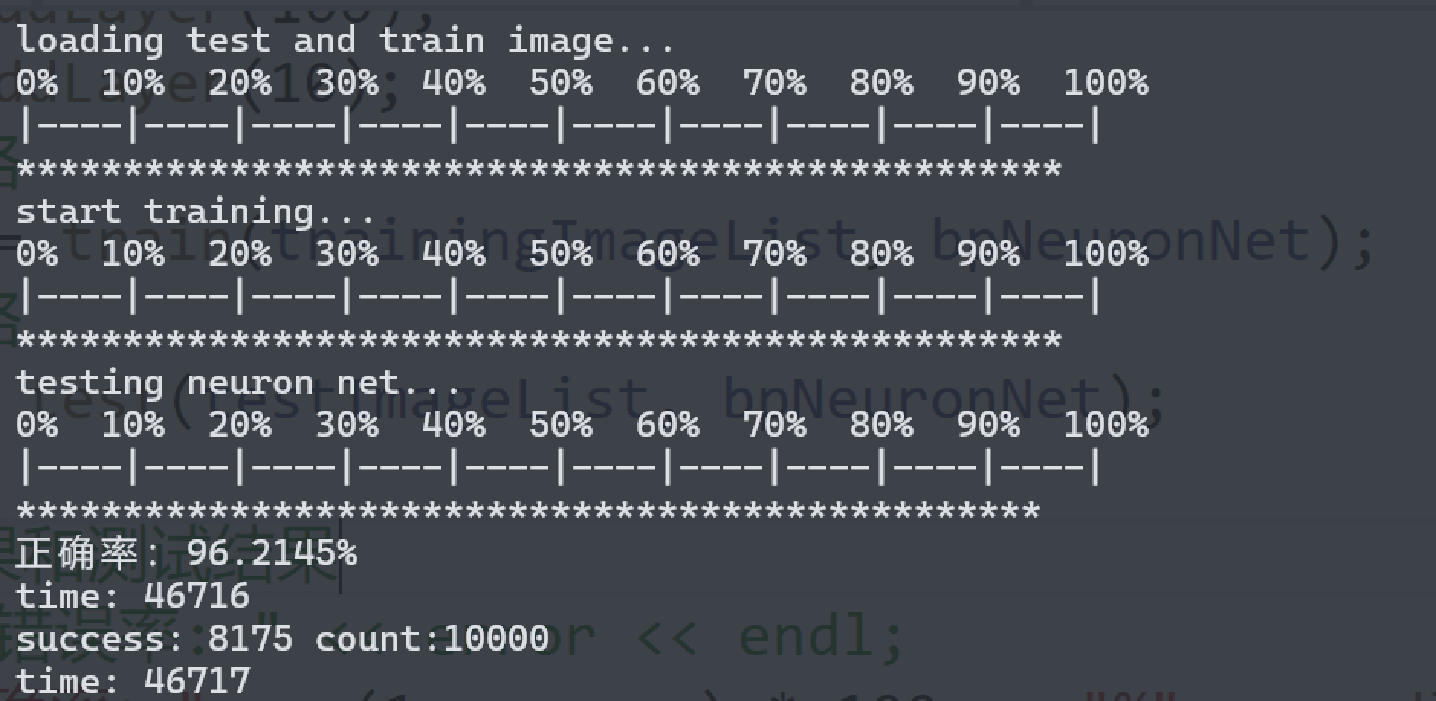 loading test and train image...
0%  10%  20%  30%  40%  50%  60%  70%  80%  90%  100%
|----|----|----|----|----|----|----|----|----|----|
*************************************************
start training...
0%  10%  20%  30%  40%  50%  60%  70%  80%  90%  100%
|----|----|----|----|----|----|----|----|----|----|
*************************************************
testing neuron net...
0%  10%  20%  30%  40%  50%  60%  70%  80%  90%  100%
|----|----|----|----|----|----|----|----|----|----|
************************************************
正确率: 96.2145%
time: 46716
success: 8175 count:10000
time: 46717